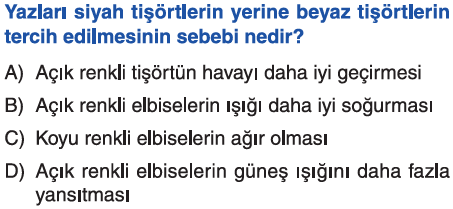 Yazları siyah tişörtlerin yerine beyaz tişörtlerin
tercih edilmesinin sebebi nedir?
A) Açık renkli tişörtün havayı daha iyi geçirmesi
B) Açık renkli elbiselerin ışığı daha iyi soğurması
C) Koyu renkli elbiselerin ağır olması
D) Açık renkli elbiselerin güneş ışığını daha fazla
yansıtması